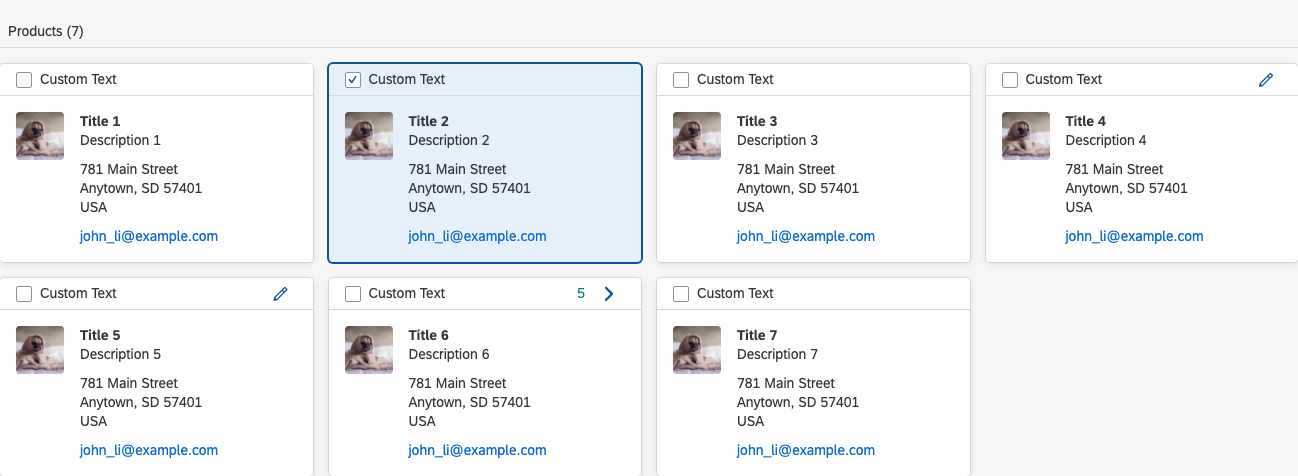 Products (7)
Custom Text
Title 1
Description 1
781 Main Street
Anytown, SD 57401
USA
john_li@example.com
Custom Text
Title 2
Description 2
781 Main Street
Anytown, SD 57401
USA
john_li@example.com
Custom Text
Title 3
Description 3
781 Main Street
Anytown, SD 57401
USA
john_li@example.com
Custom Text
Title 4
Description 4
781 Main Street
Anytown, SD 57401
USA
john_li@example.com
Custom Text
Title 5
Description 5
781 Main Street
Anytown, SD 57401
USA
john_li@example.com
Custom Text 5
Title 6
Description 6
781 Main Street
Anytown, SD 57401
USA
john_li@example.com
Custom Text
Title 7
Description 7
781 Main Street
Anytown, SD 57401
USA
john_li@example.com